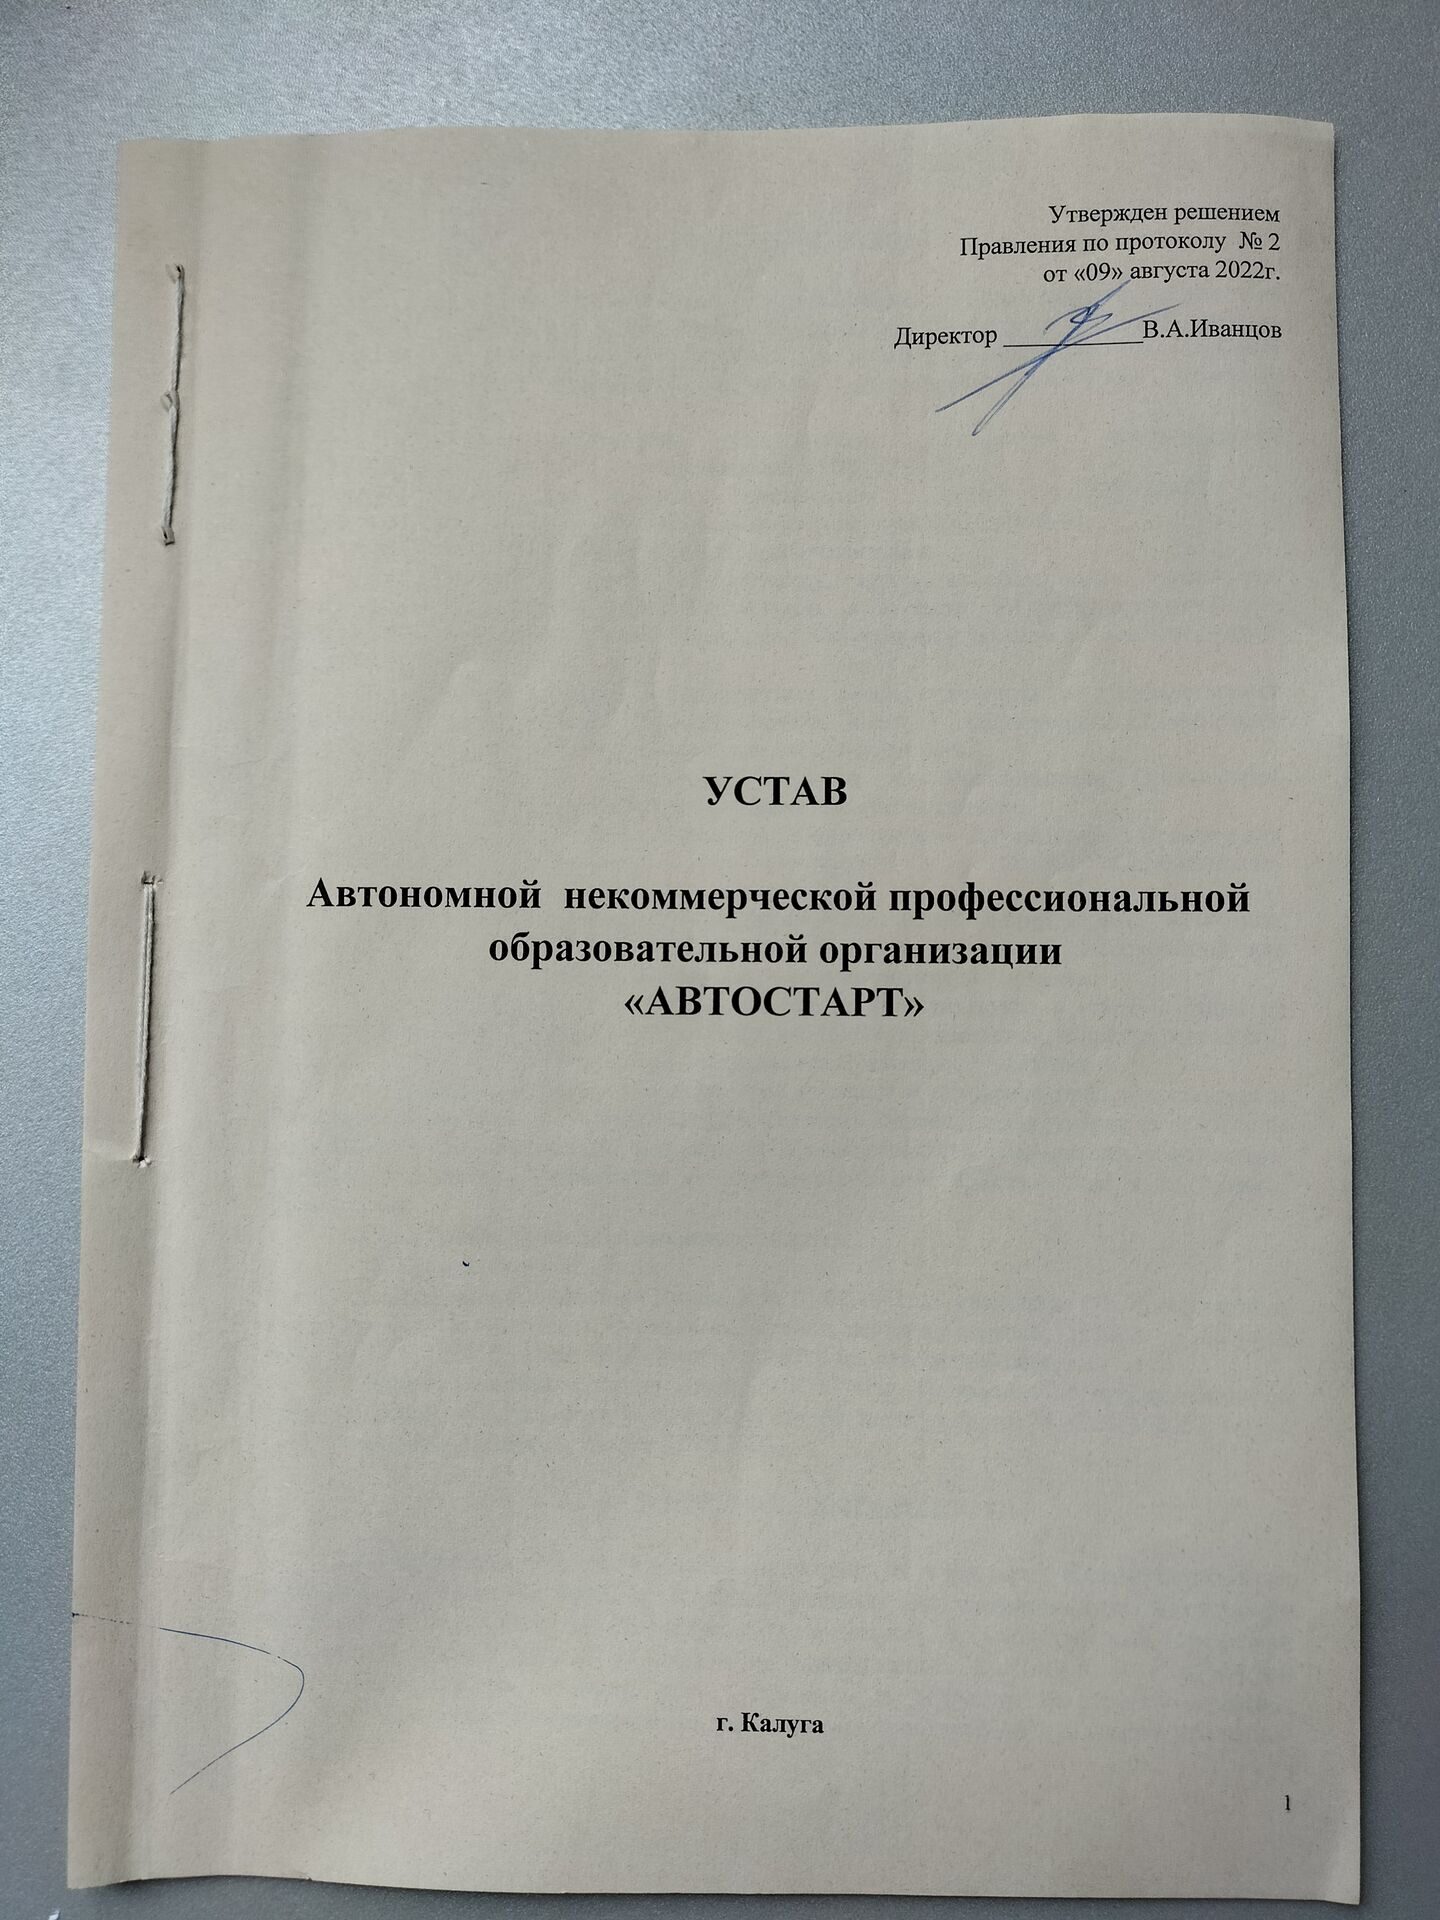 Утвержден решением
Правления по протоколу № 2
от «09» августа 2022г.
Директор ____________В.А.Иванцов
УСТАВ
Автономной некоммерческой профессиональной
образовательной организации
«АВТОСТАРТ»
г. Калуга
1